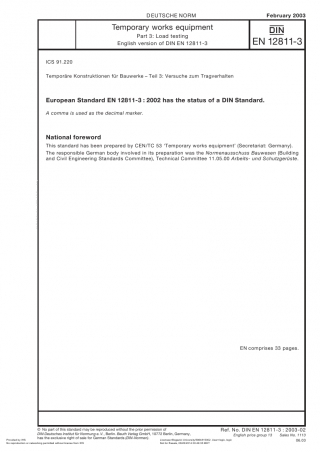 DEUTSCHE NORM
February 2003
Temporary works equipment
Part 3: Load testing
English version of DIN EN 12811-3
DIN
EN 12811-3
ICS 91.220
Temporäre Konstruktionen für Bauwerke – Teil 3: Versuche zum Tragverhalten
European Standard EN 12811-3 : 2002 has the status of a DIN Standard.
A comma is used as the decimal marker.
National foreword
This standard has been prepared by CEN/TC 53 'Temporary works equipment' (Secretariat: Germany).
The responsible German body involved in its preparation was the Normenausschuss Bauwesen (Building
and Civil Engineering Standards Committee), Technical Committee 11.05.00 Arbeits- und Schutzgerüste.
EN comprises 33 pages.
© No part of this standard may be reproduced without the prior permission of
DIN Deutsches Institut für Normung e.V., Berlin. Beuth Verlag GmbH, 10772 Berlin, Germany,
has the exclusive right of sale for German Standards (DIN-Normen).
Ref. No. DIN EN 12811-3 : 2003-02
English price group 13 Sales No. 1113